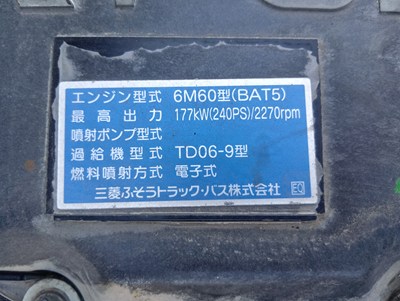 エンジン型式 6M60型(BAT5)
最高出力 177kW(240PS)/2270rpm
噴射ポンプ型式
過給機型式 TD06-9型
燃料噴射方式 電子式
三菱ふそうトラック・バス株式会社 EO